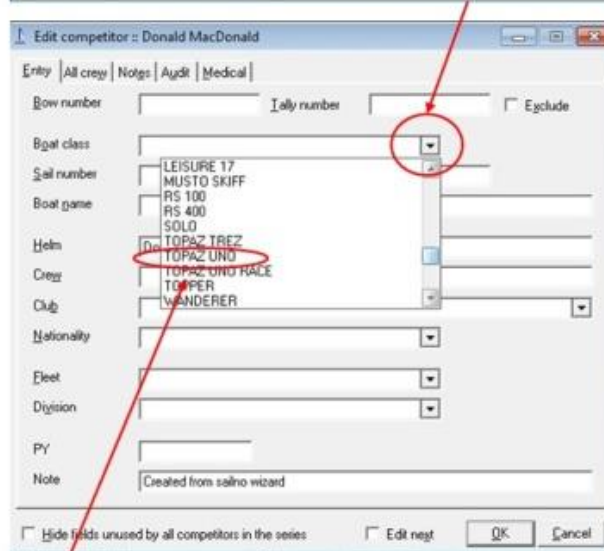 Edit competitor :: Donald MacDonald
Entry All crew Notes Audit Medical
Bow number Tally number Exclude
Boat class
Sail number
Boat name
LEISURE 17
MUSTO SKIFF
RS 100
RS 400
SOLO
TOPAZ TREZ
TOPAZ UNO
TOPAZ UNO RACE
TOPPER
WANDERER
Helm Do
Crew
Club
Nationality
Fleet
Division
PY
Note Created from sailno wizard
Hide fields unused by all competitors in the series Edit next OK Cancel